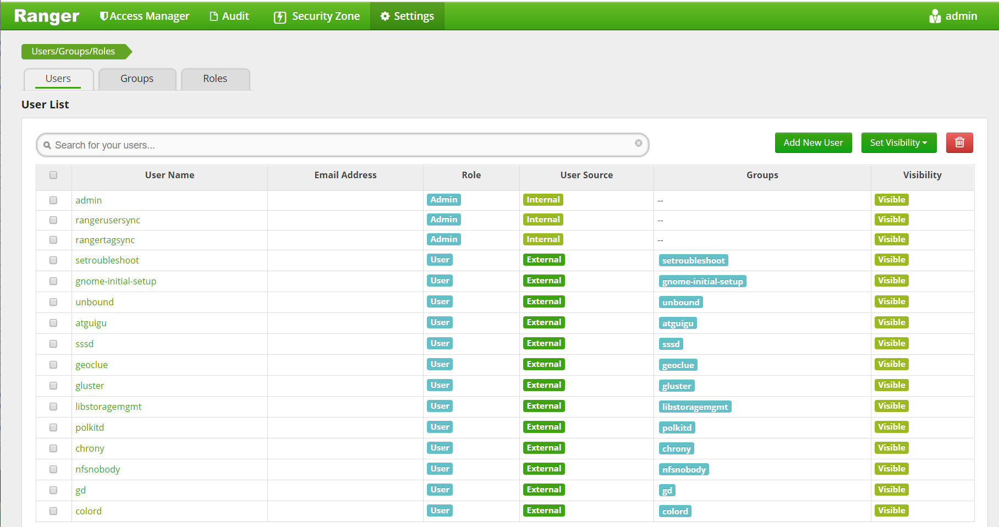 Ranger Access Manager Audit Security Zone Settings admin
Users/Groups/Roles
Users Groups Roles
User List
Search for your users... Add New User Set Visibility
User Name Email Address Role User Source Groups Visibility
admin Admin Internal -- Visible
rangerusersync Admin Internal -- Visible
rangertagsync Admin Internal -- Visible
setroubleshoot User External setroubleshoot Visible
gnome-initial-setup User External gnome-initial-setup Visible
unbound User External unbound Visible
atguigu User External atguigu Visible
sssd User External sssd Visible
geoclue User External geoclue Visible
gluster User External gluster Visible
libstoragemgmt User External libstoragemgmt Visible
polkitd User External polkitd Visible
chrony User External chrony Visible
nfsnobody User External nfsnobody Visible
gd User External gd Visible
colord User External colord Visible